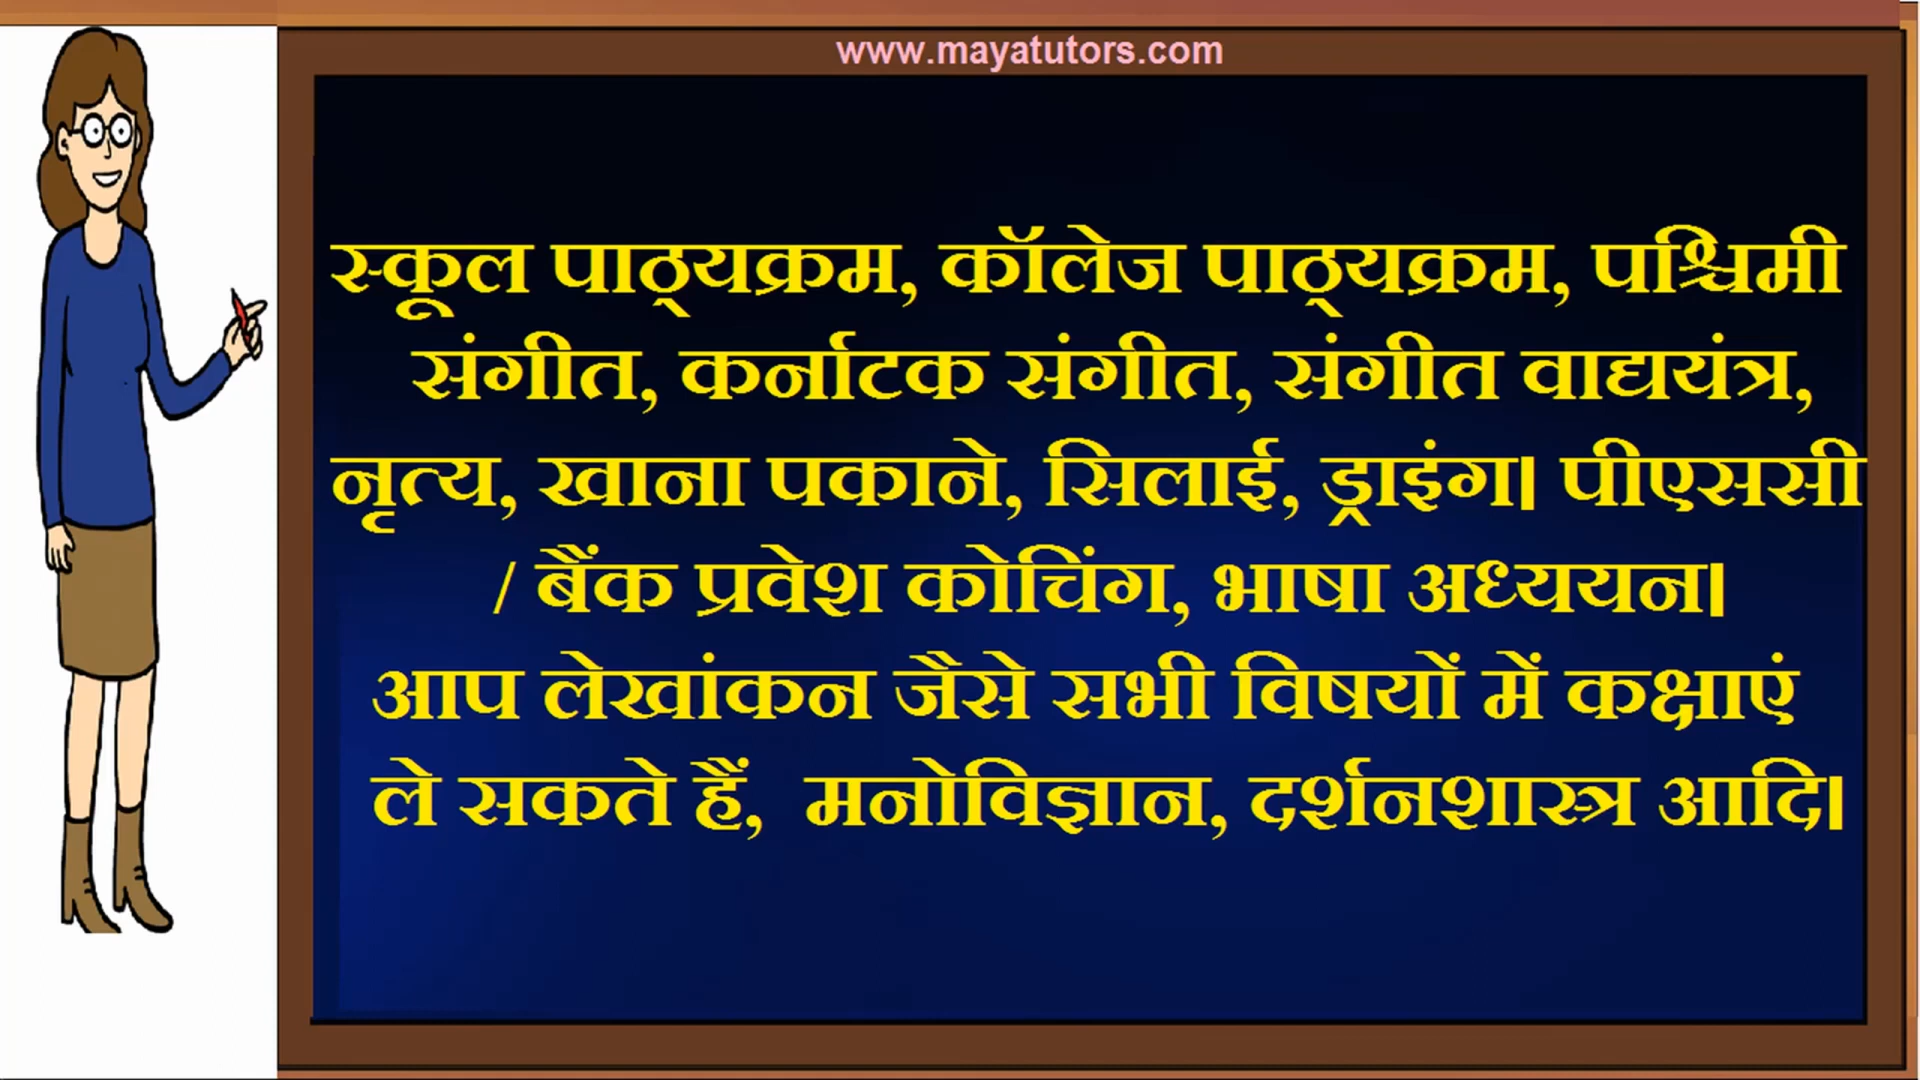 www.mayatutors.com
स्कूल पाठ्यक्रम, कॉलेज पाठ्यक्रम, पश्चिमी
संगीत, कर्नाटक संगीत, संगीत वाद्ययंत्र,
नृत्य, खाना पकाने, सिलाई, ड्राइंग। पीएससी
/ बैंक प्रवेश कोचिंग, भाषा अध्ययन।
आप लेखांकन जैसे सभी विषयों में कक्षाएं
ले सकते हैं, मनोविज्ञान, दर्शनशास्त्र आदि।